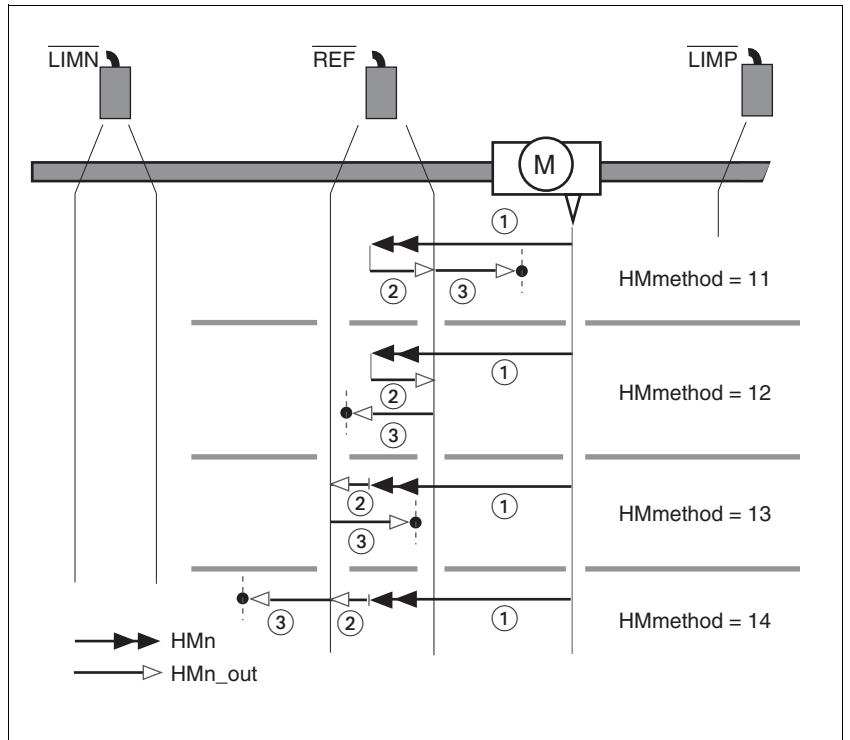 LIMN REF LIMP
M
①
② ③ HMmethod = 11
①
② HMmethod = 12
③
② ① HMmethod = 13
③
③ ② ① HMmethod = 14
HMn
HMn_out